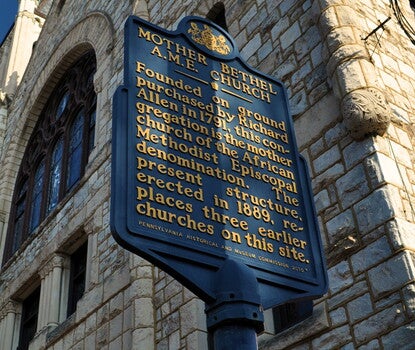 MOTHER BETHEL
A.M.E. CHURCH
Founded on ground
purchased by Richard
Allen in 1791, this con-
gregation is the mother
church of the African
Methodist Episcopal
denomination. The
present structure,
erected in 1889, re-
places three earlier
churches on this site.
PENNSYLVANIA HISTORICAL AND MUSEUM COMMISSION